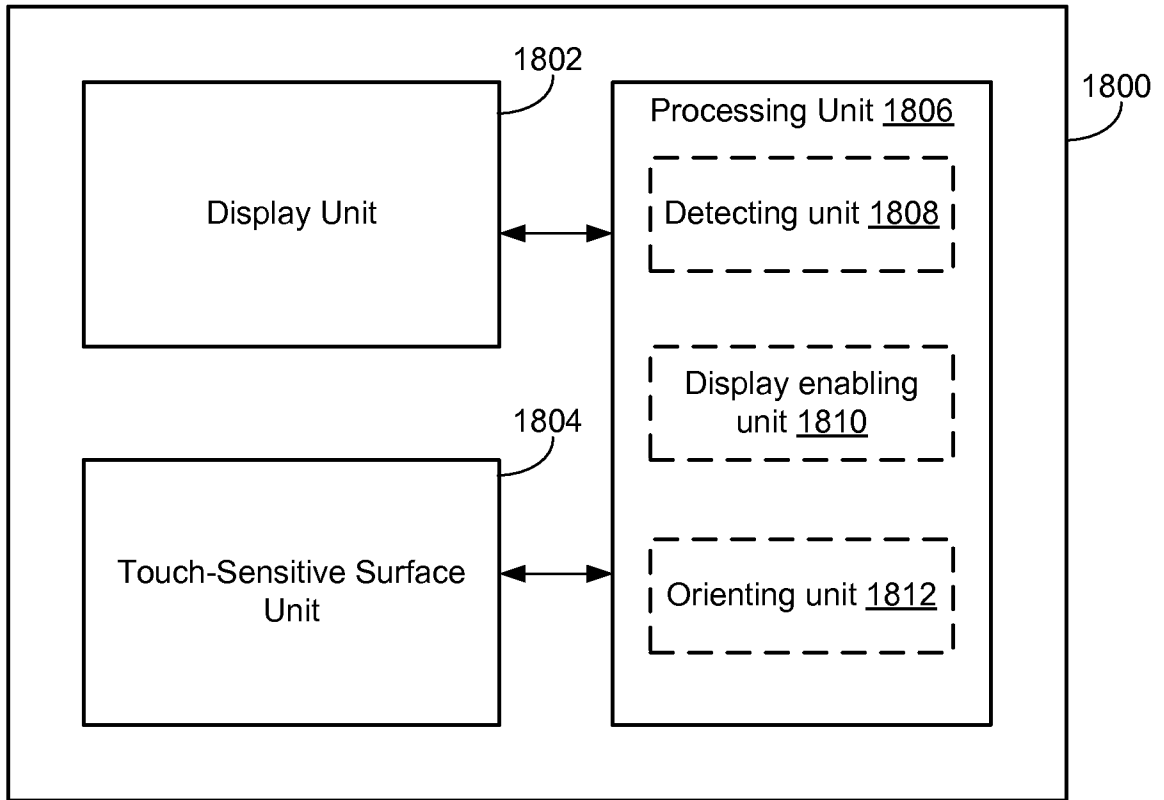 1800
1802
Display Unit
1804
Touch-Sensitive Surface
Unit
Processing Unit 1806
Detecting unit 1808
Display enabling
unit 1810
Orienting unit 1812